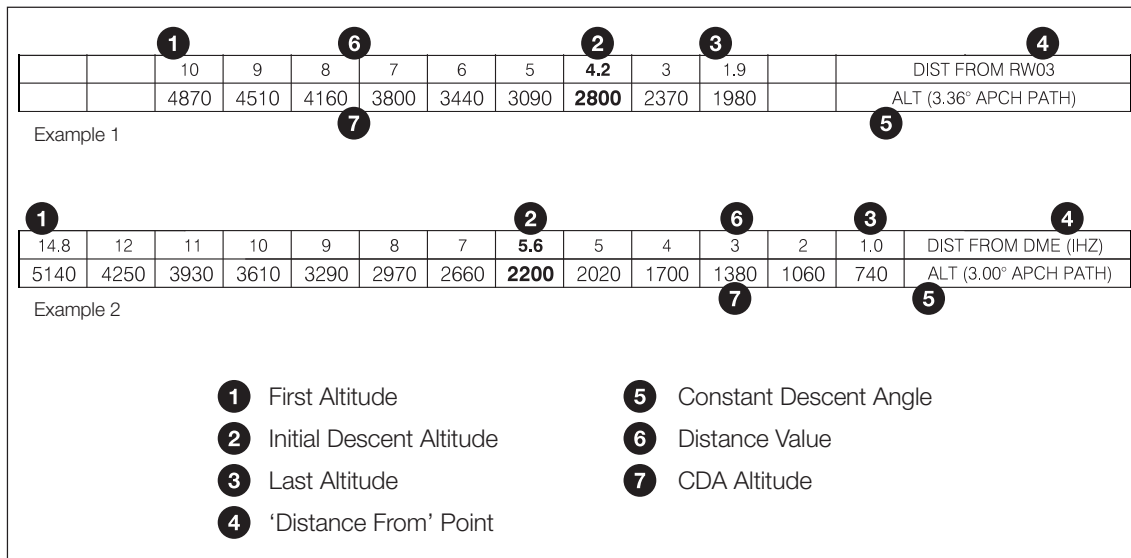 1 6 2 3 4
10 9 8 7 6 5 4.2 3 1.9 DIST FROM RW03
4870 4510 4160 3800 3440 3090 2800 2370 1980 ALT (3.36° APCH PATH)
7 5
Example 1
1 2 6 3 4
14.8 12 11 10 9 8 7 5.6 5 4 3 2 1.0 DIST FROM DME (IHZ)
5140 4250 3930 3610 3290 2970 2660 2200 2020 1700 1380 1060 740 ALT (3.00° APCH PATH)
7 5
Example 2
1 First Altitude
2 Initial Descent Altitude
3 Last Altitude
4 ‘Distance From’ Point
5 Constant Descent Angle
6 Distance Value
7 CDA Altitude